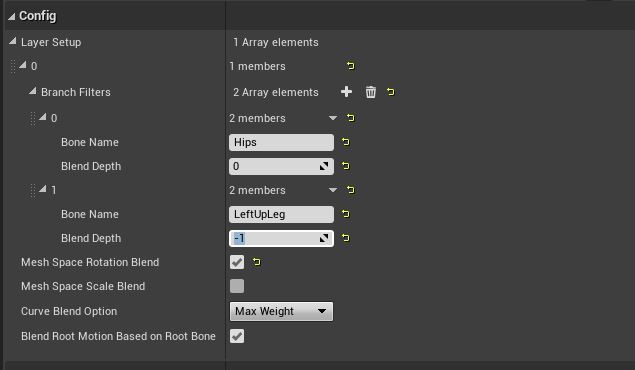 Config
Layer Setup 1 Array elements
0 1 members
Branch Filters 2 Array elements
0 2 members
Bone Name Hips
Blend Depth 0
1 2 members
Bone Name LeftUpLeg
Blend Depth -1
Mesh Space Rotation Blend
Mesh Space Scale Blend
Curve Blend Option Max Weight
Blend Root Motion Based on Root Bone